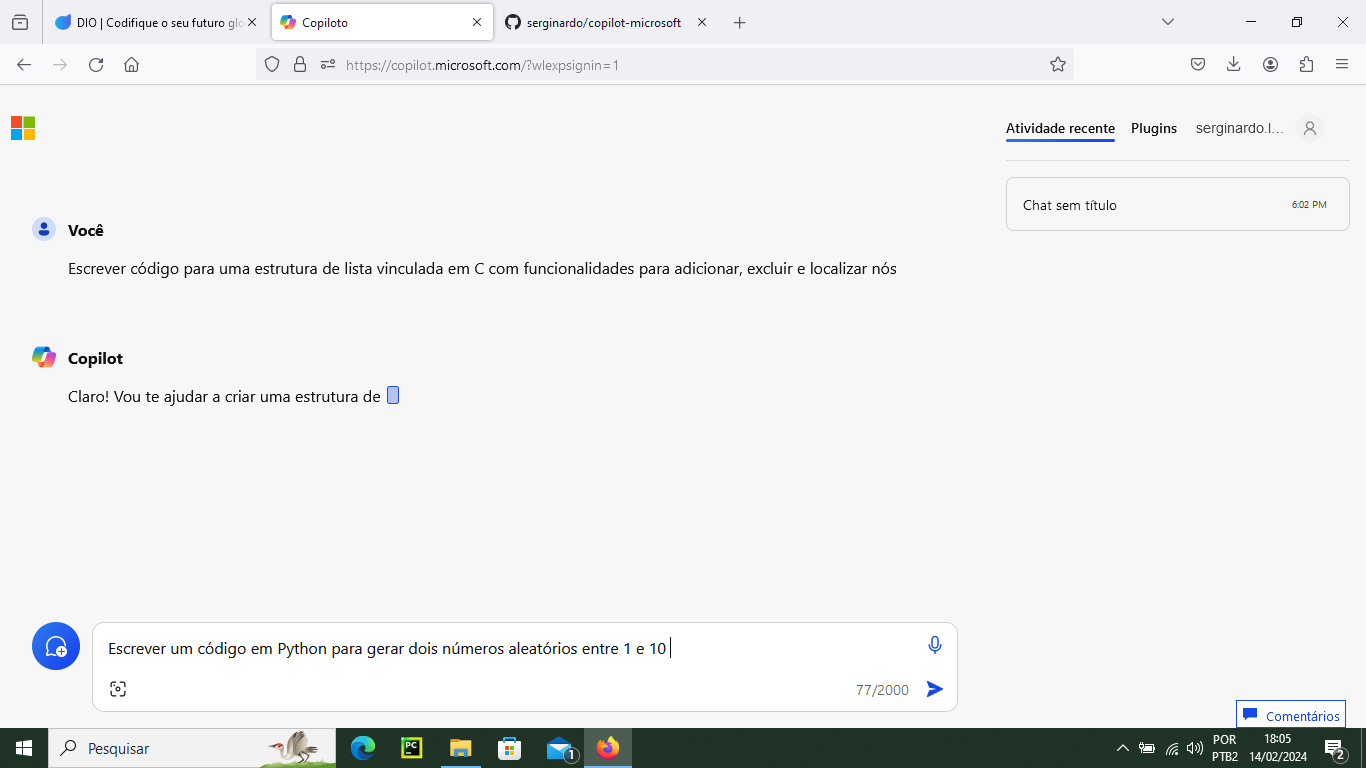 DIO | Codifique o seu futuro glo
Copiloto
serginardo/copilot-microsoft
https://copilot.microsoft.com/?wlexpsignin=1
Atividade recente
Plugins
serginardo.l...
Chat sem título
6:02 PM
Você
Escrever código para uma estrutura de lista vinculada em C com funcionalidades para adicionar, excluir e localizar nós
Copilot
Claro! Vou te ajudar a criar uma estrutura de
Escrever um código em Python para gerar dois números aleatórios entre 1 e 10
77/2000
Comentários
Pesquisar
PC
1
POR
PTB2
18:05
14/02/2024
2